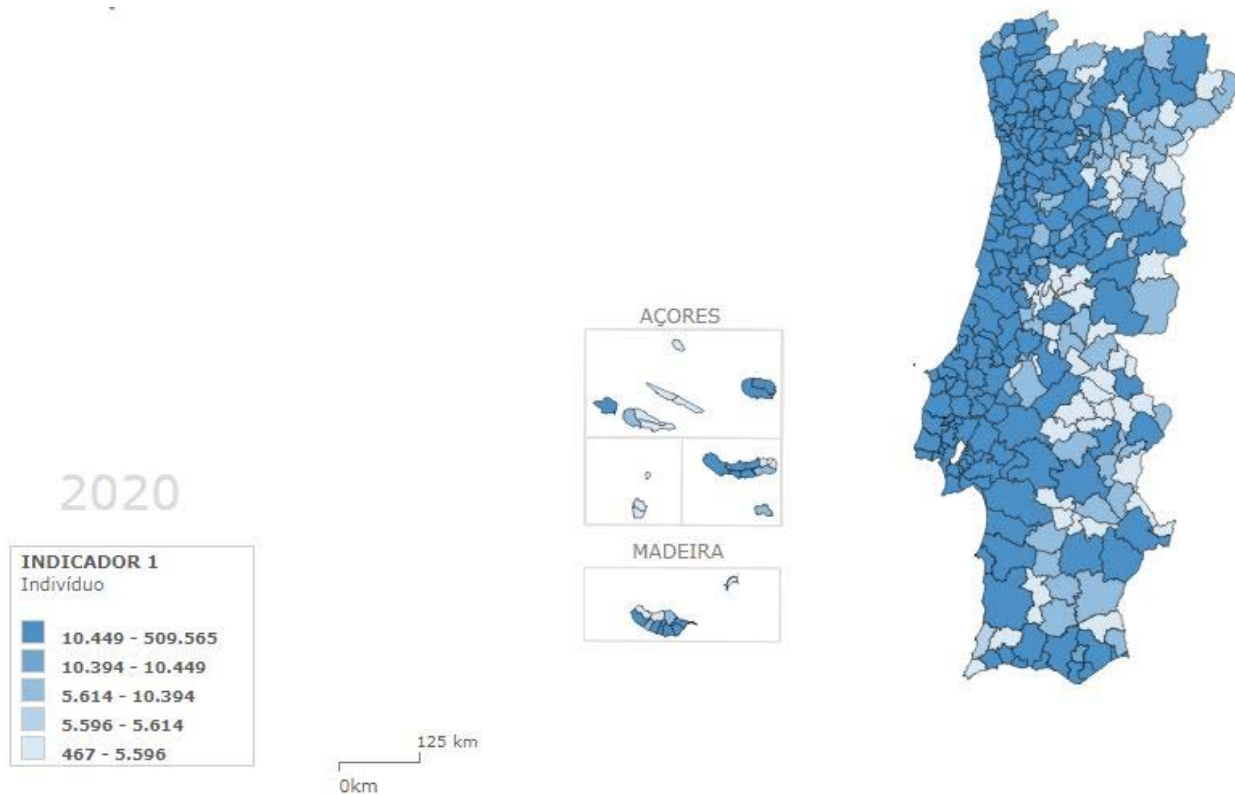 AÇORES
2020
MADEIRA
INDICADOR 1
Indivíduo
10.449 - 509.565
10.394 - 10.449
5.614 - 10.394
5.596 - 5.614
467 - 5.596
125 km
0km